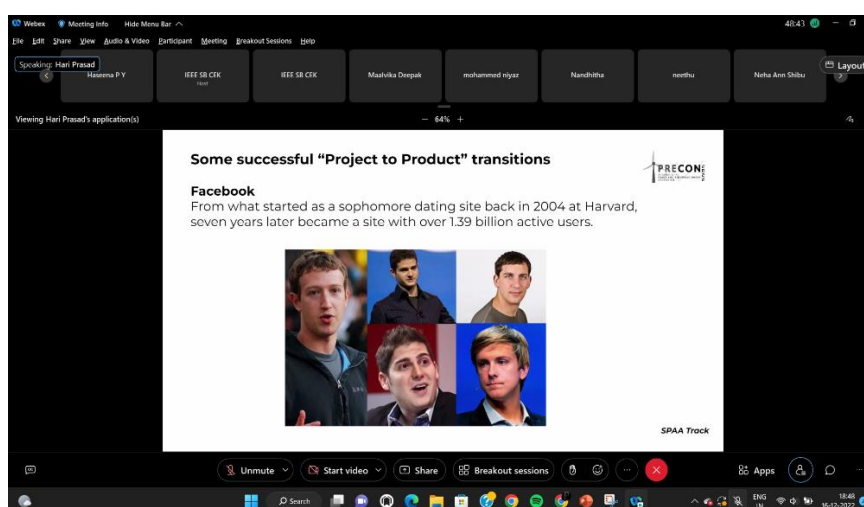 Webex Meeting Info Hide Menu Bar 48:43
File Edit Share View Audio & Video Participant Meeting Breakout Sessions Help
Speaking: Hari Prasad
Layout
Haseena P Y IEEE SB CEK IEEE SB CEK Maalvika Deepak mohammed niyaz Nandhitha neethu Neha Ann Shibu
Host
Viewing Hari Prasad's application(s) − 64% +
Some successful “Project to Product” transitions
PRECON
Facebook
From what started as a sophomore dating site back in 2004 at Harvard,
seven years later became a site with over 1.39 billion active users.
SPAA Track
Unmute Start video Share Breakout sessions Apps
Search ENG 18:48
IN 16-12-2022